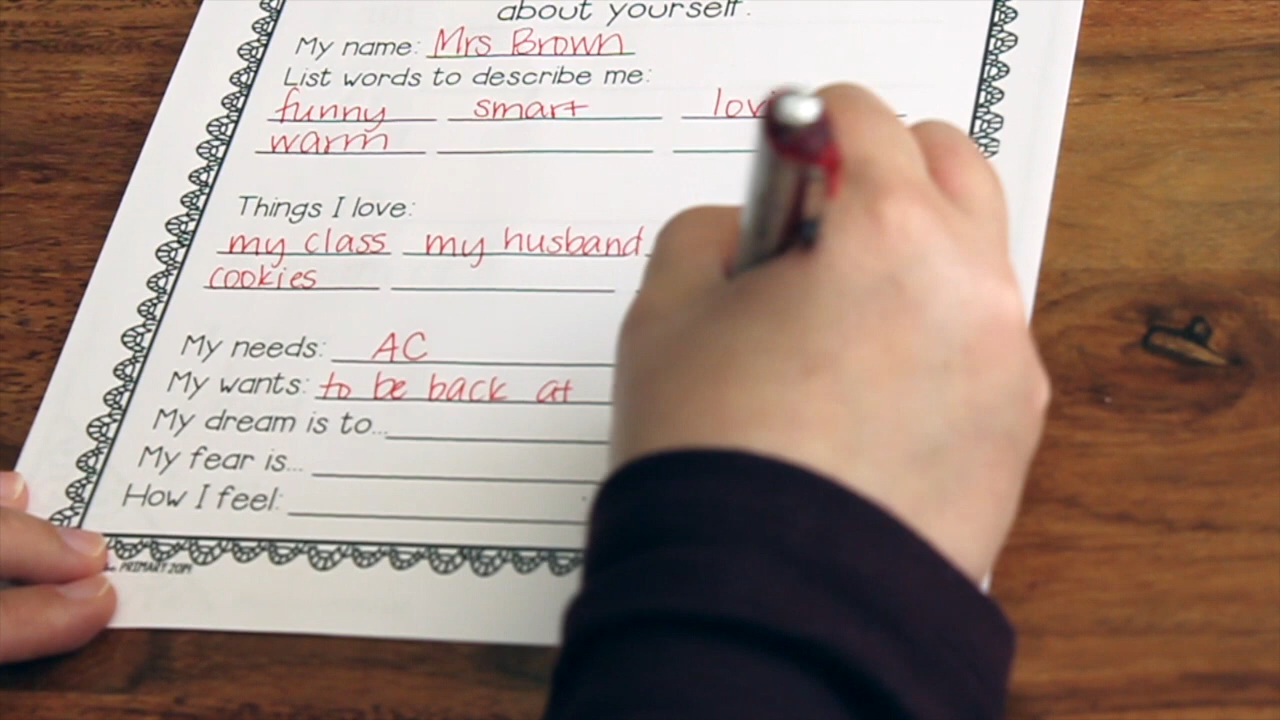 about yourself.
My name: Mrs Brown
List words to describe me:
funny smart
warm
Things I love:
my class my husband
cookies
My needs: AC
My wants: to be back at
My dream is to...
My fear is...
How I feel:
PRIMARY 2019